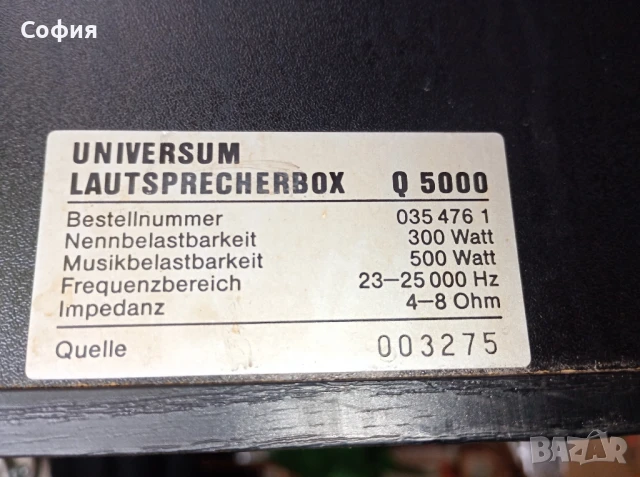 София
UNIVERSUM
LAUTSPRECHERBOX Q 5000
Bestellnummer 035 476 1
Nennbelastbarkeit 300 Watt
Musikbelastbarkeit 500 Watt
Frequenzbereich 23–25 000 Hz
Impedanz 4–8 Ohm
Quelle 003275
BAZAR